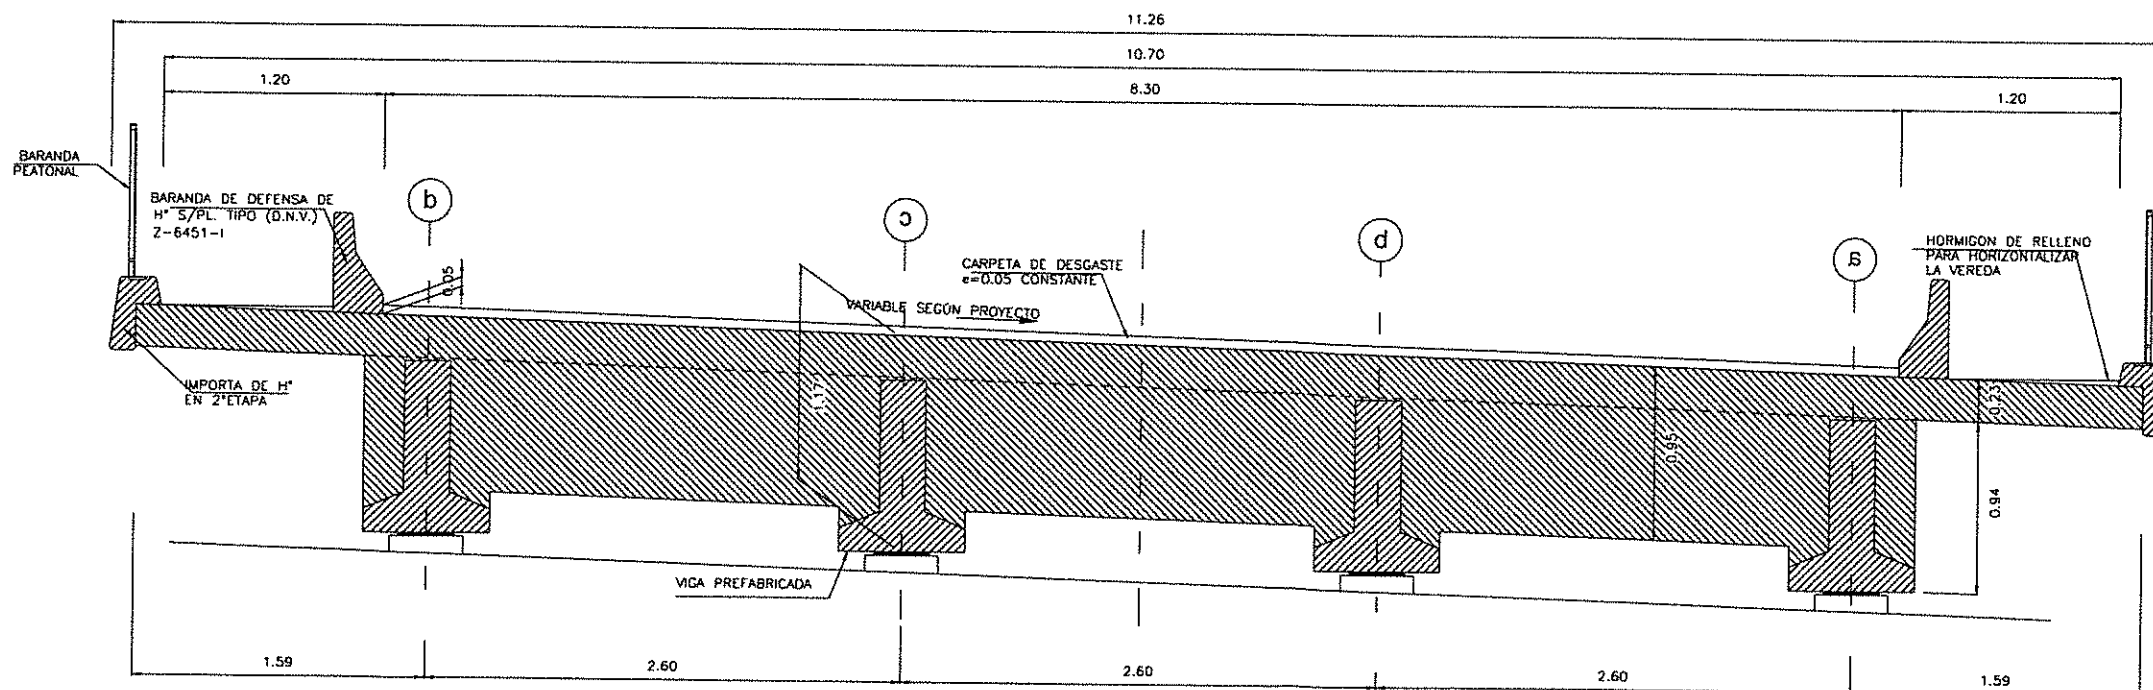 11.26
10.70
1.20
8.30
1.20
BARANDA
PEATONAL
BARANDA DE DEFENSA DE
H° S/PL. TIPO (D.N.V.)
Z-6451-I
d
c
b
a
0.05
CARPETA DE DESGASTE
e=0.05 CONSTANTE
VARIABLE SEGÚN PROYECTO
HORMIGON DE RELLENO
PARA HORIZONTALIZAR
LA VEREDA
IMPORTA DE H°
EN 2°ETAPA
1.17
0.95
0.23
0.94
VIGA PREFABRICADA
1.59
2.60
2.60
2.60
1.59